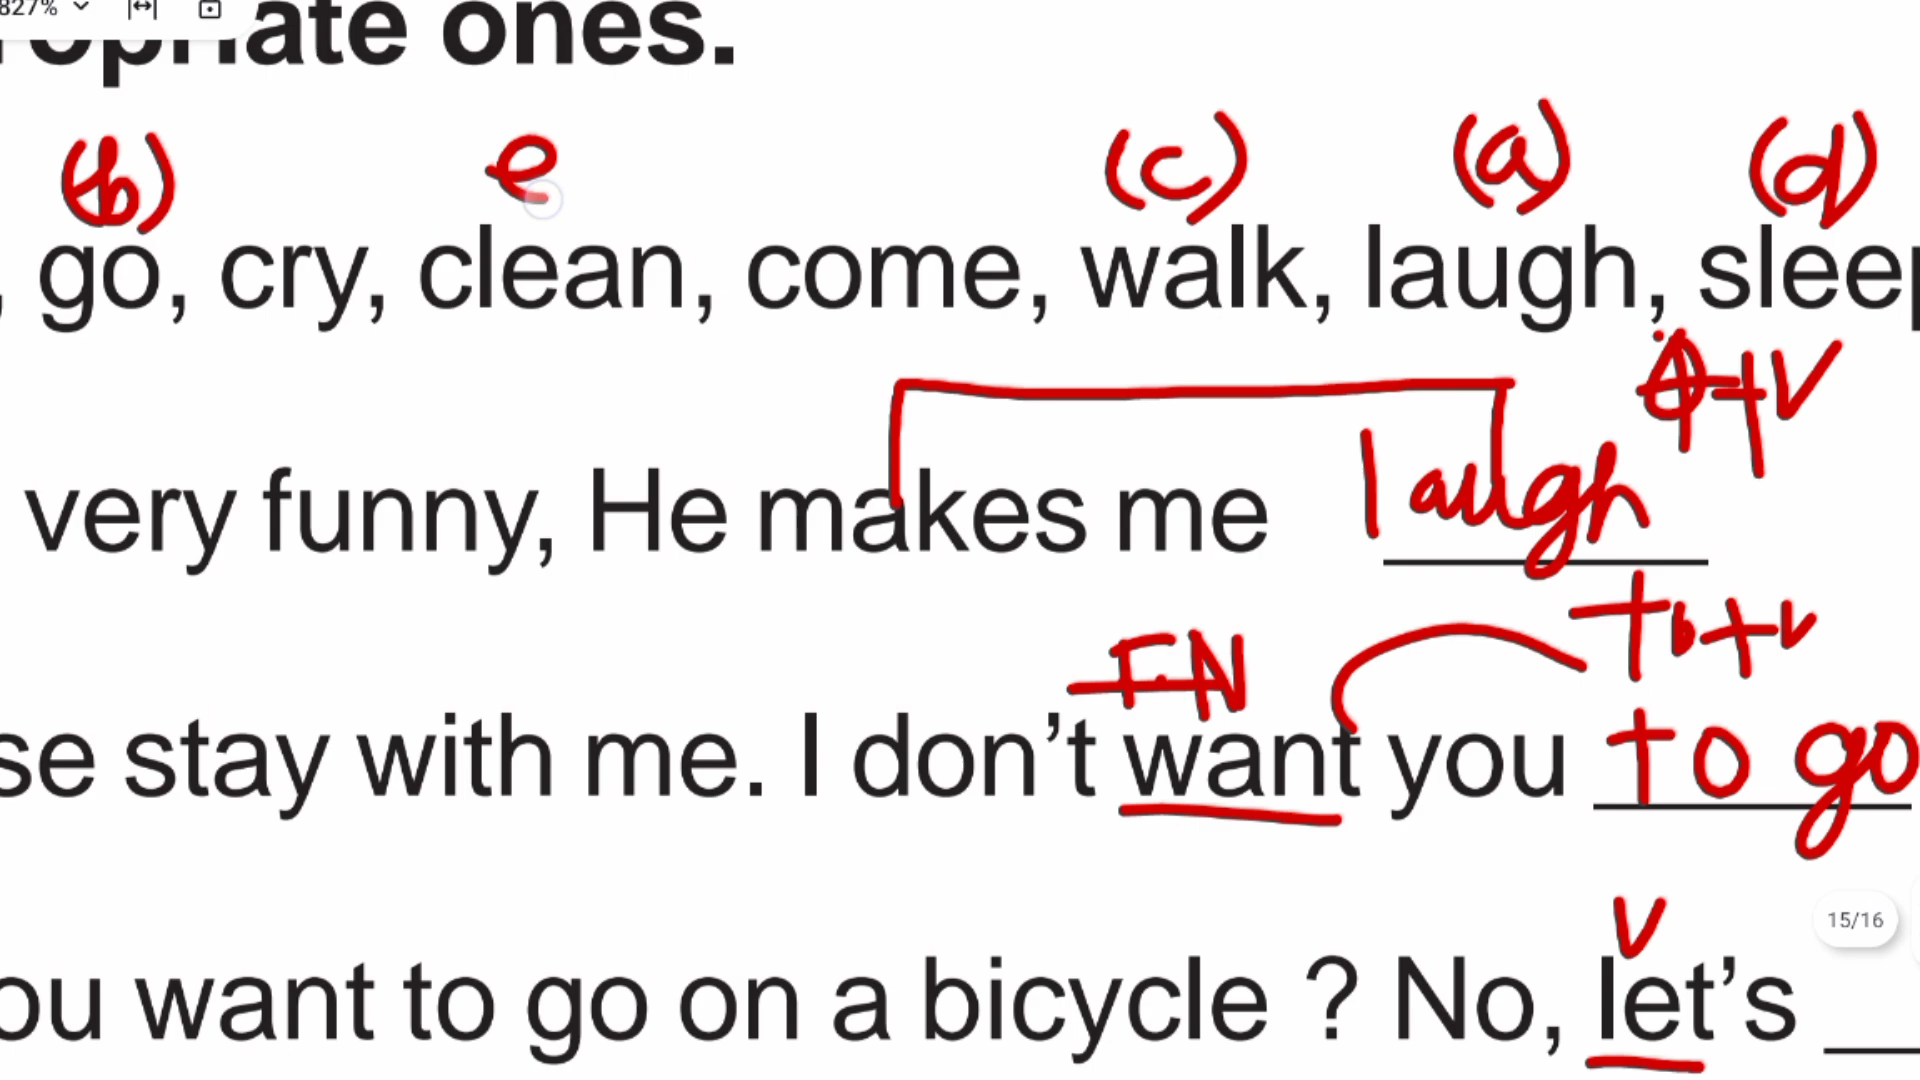 827%
ropriate ones.
(b) e (c) (a) (d)
, go, cry, clean, come, walk, laugh, sleep
+V
very funny, He makes me laugh
to+v
se stay with me. I don't want you to go
V
15/16
ou want to go on a bicycle ? No, let's